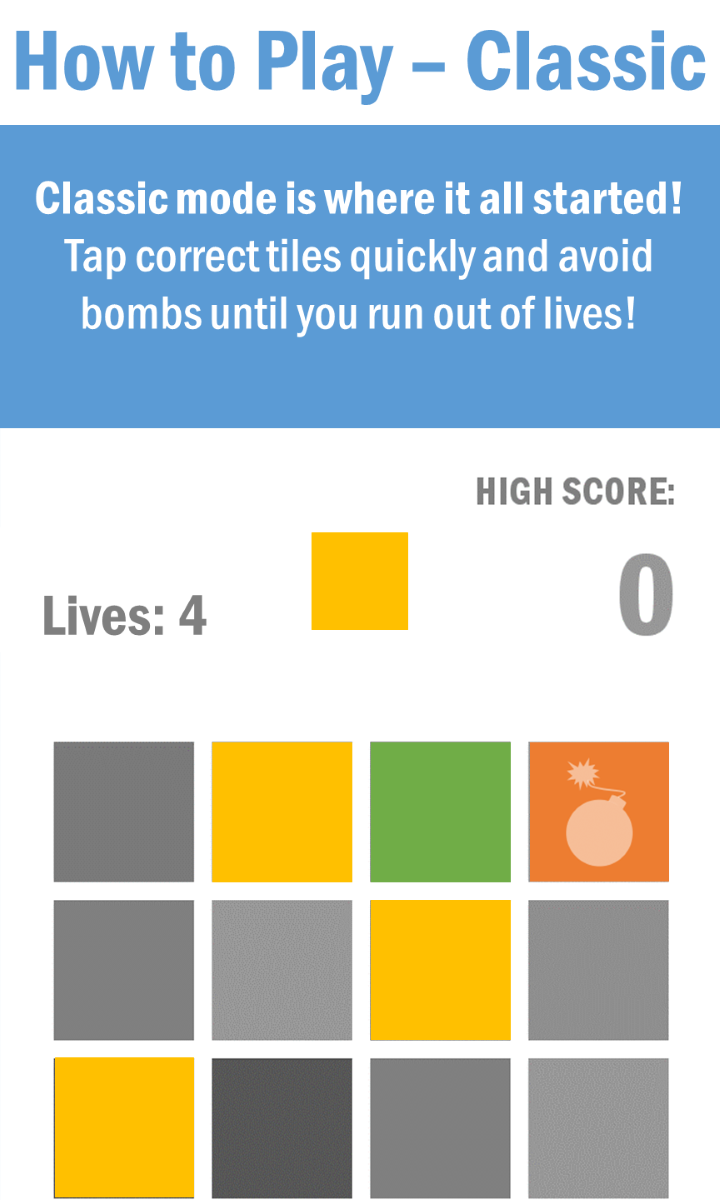 How to Play – Classic
Classic mode is where it all started!
Tap correct tiles quickly and avoid
bombs until you run out of lives!
HIGH SCORE:
0
Lives: 4